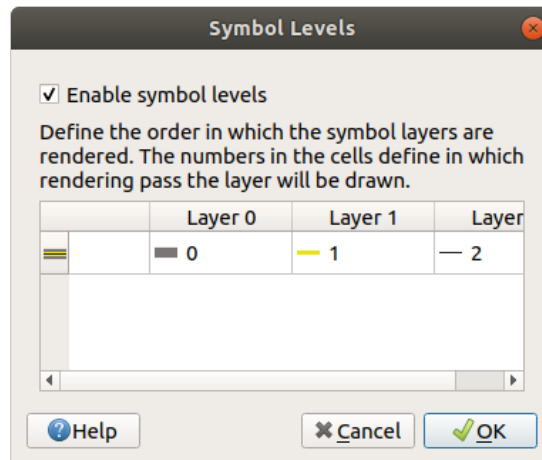 Symbol Levels
Enable symbol levels
Define the order in which the symbol layers are
rendered. The numbers in the cells define in which
rendering pass the layer will be drawn.
Layer 0 Layer 1 Layer
0 1 2
Help Cancel OK